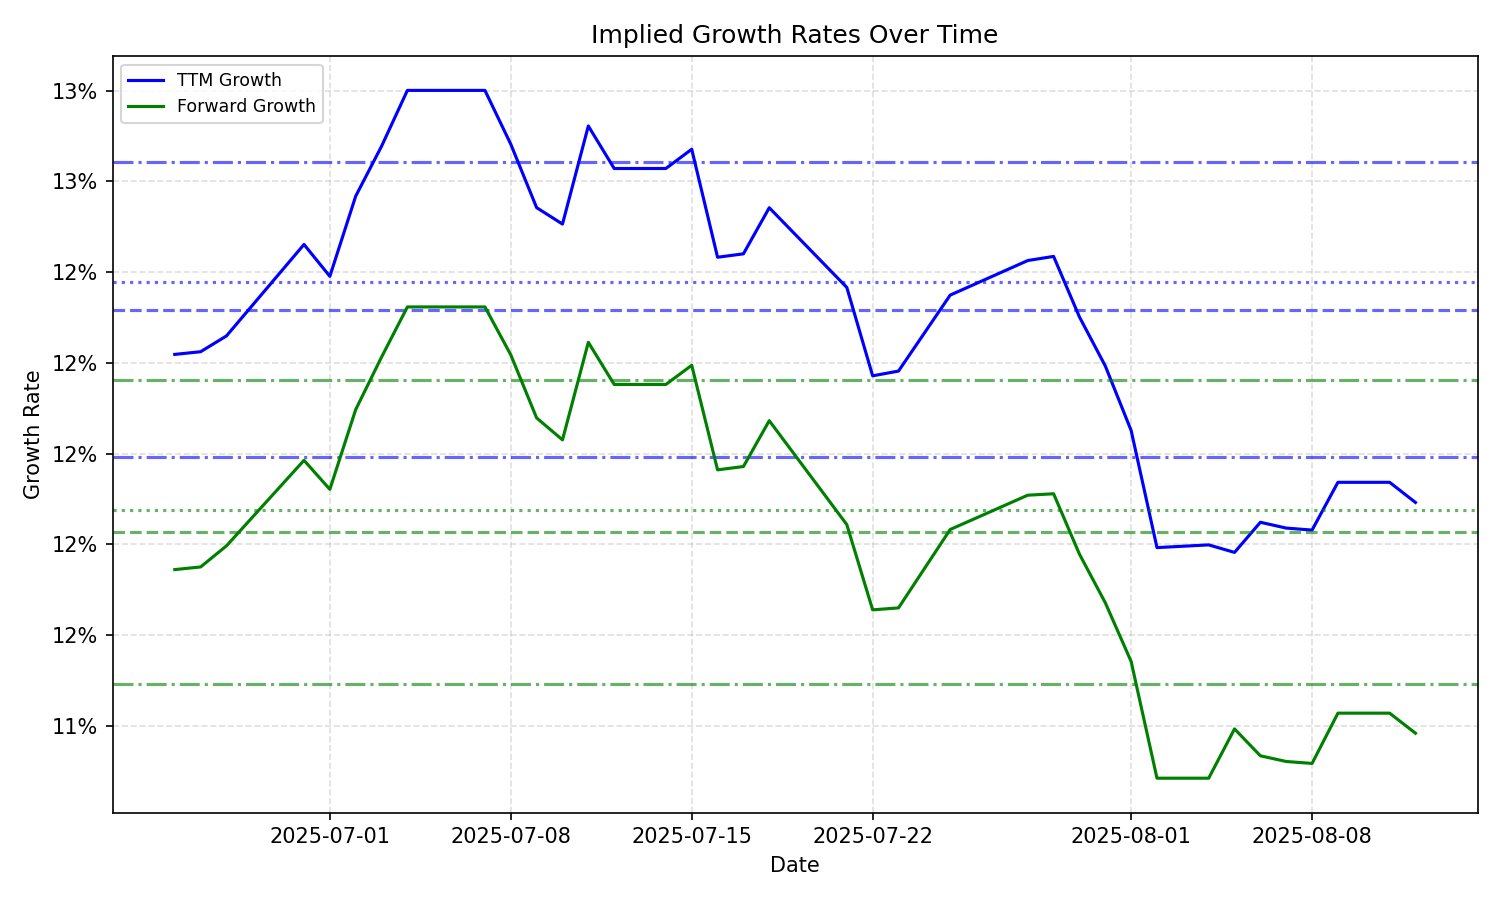 Implied Growth Rates Over Time
TTM Growth
Forward Growth
13%
13%
12%
12%
12%
12%
12%
11%
Growth Rate
2025-07-01
2025-07-08
2025-07-15
2025-07-22
2025-08-01
2025-08-08
Date